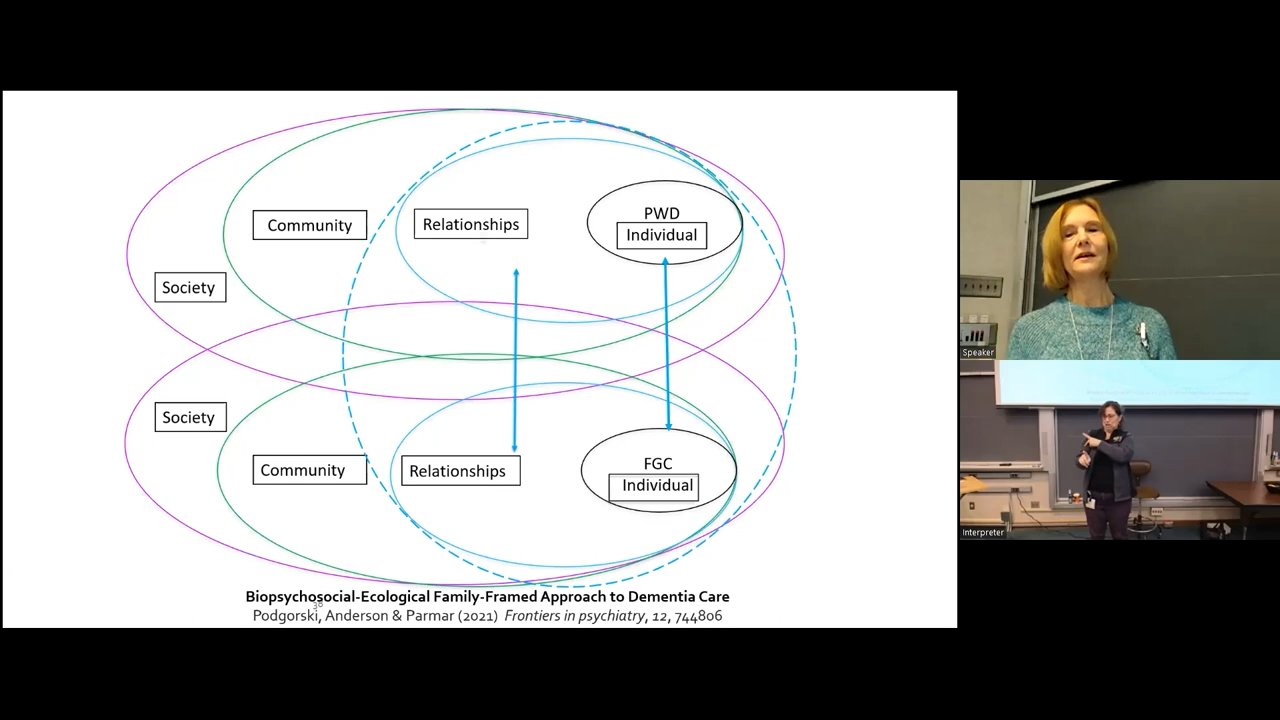 PWD
Individual
Community
Relationships
Society
Society
Community
Relationships
FGC
Individual
Biopsychosocial-Ecological Family-Framed Approach to Dementia Care
36
Podgorski, Anderson & Parmar (2021) Frontiers in psychiatry, 12, 744806
Speaker
Interpreter